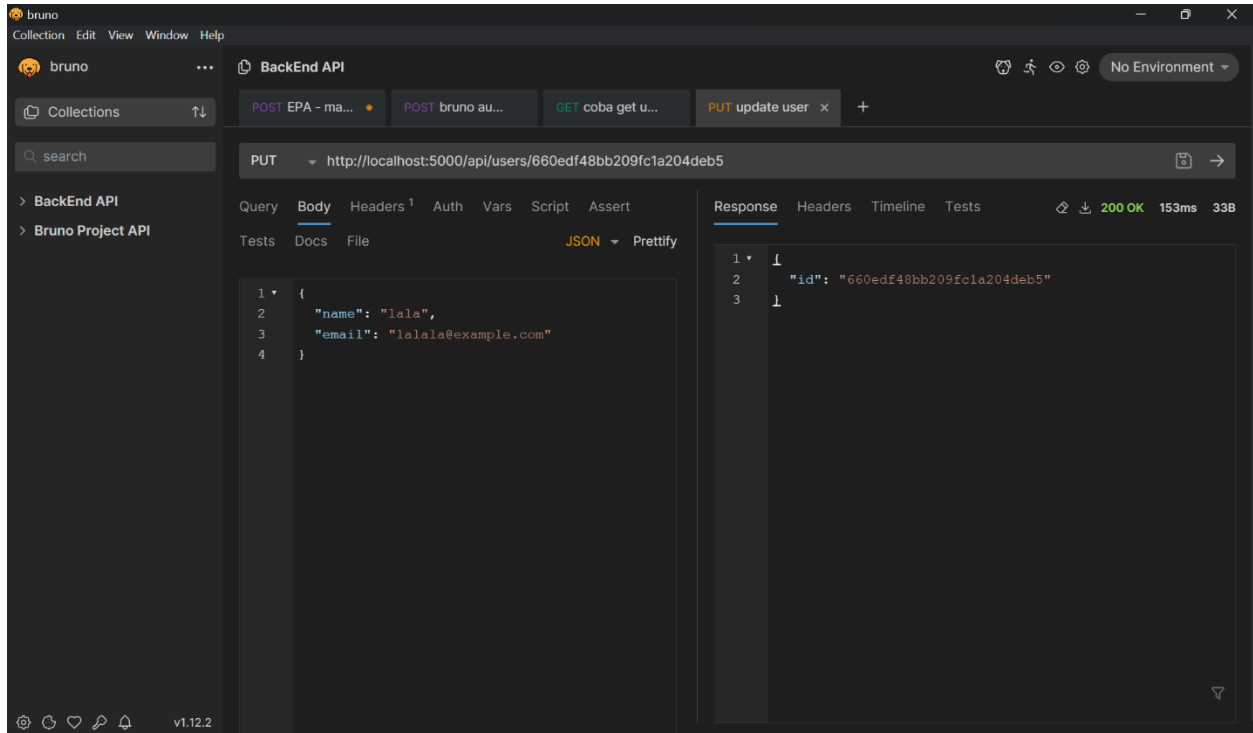 bruno
Collection Edit View Window Help
bruno
BackEnd API
No Environment
Collections
POST EPA - ma...
POST bruno au...
GET coba get u...
PUT update user
search
PUT
http://localhost:5000/api/users/660edf48bb209fc1a204deb5
BackEnd API
Bruno Project API
Query Body Headers 1 Auth Vars Script Assert
Tests Docs File
JSON Prettify
1 {
2 "name": "lala",
3 "email": "lalala@example.com"
4 }
Response Headers Timeline Tests
200 OK 153ms 33B
1 {
2 "id": "660edf48bb209fc1a204deb5"
3 }
v1.12.2